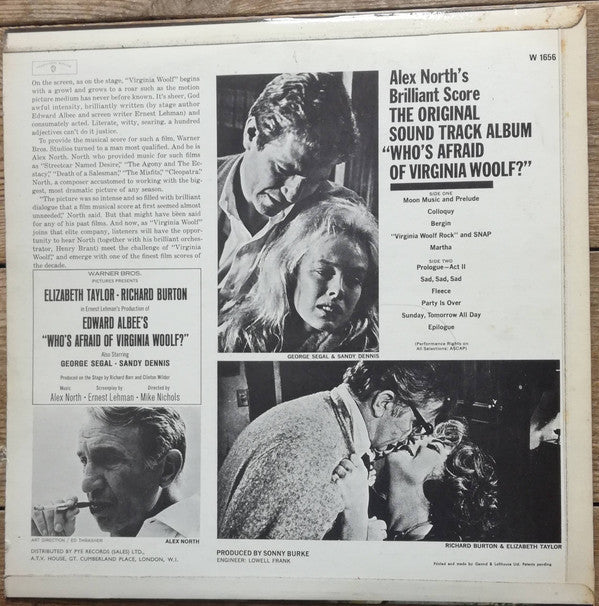 W 1656
On the screen, as on the stage, "Virginia Woolf" begins
with a growl and grows to a roar such as the motion
picture medium has never before known. It's sheer, God
awful intensity, brilliantly written (by stage author
Edward Albee and screen writer Ernest Lehman) and
consumately acted. Literate, witty, searing, a hundred
adjectives can't do it justice.
To provide the musical score for such a film, Warner
Bros. Studios turned to a man most qualified. And he is
Alex North. North who provided music for such films
as "Streetcar Named Desire," "The Agony and The Ec-
stacy," "Death of a Salesman," "The Misfits," "Cleopatra."
North, a composer accustomed to working with the big-
gest, most dramatic picture of any season.
"The picture was so intense and so filled with brilliant
dialogue that a film musical score at first seemed almost
unneeded," North said. But that might have been said
for any of his past films. And now, as "Virginia Woolf"
joins that elite company, listeners will have the oppor-
tunity to hear North (together with his brilliant orches-
trator, Henry Brant) meet the challenge of "Virginia
Woolf," and emerge with one of the finest film scores of
the decade.
WARNER BROS.
PICTURES PRESENTS
ELIZABETH TAYLOR · RICHARD BURTON
in Ernest Lehman's Production of
EDWARD ALBEE'S
"WHO'S AFRAID OF VIRGINIA WOOLF?"
Also Starring
GEORGE SEGAL · SANDY DENNIS
Produced on the Stage by Richard Barr and Clinton Wilder
Music Screenplay by Directed by
Alex North · Ernest Lehman · Mike Nichols
ART DIRECTION / ED THRASHER
ALEX NORTH
DISTRIBUTED BY PYE RECORDS (SALES) LTD.,
A.T.V. HOUSE, GT. CUMBERLAND PLACE, LONDON, W.1.
GEORGE SEGAL & SANDY DENNIS
Alex North's
Brilliant Score
THE ORIGINAL
SOUND TRACK ALBUM
"WHO'S AFRAID
OF VIRGINIA WOOLF?"
SIDE ONE
Moon Music and Prelude
Colloquy
Bergin
"Virginia Woolf Rock" and SNAP
Martha
SIDE TWO
Prologue—Act II
Sad, Sad, Sad
Fleece
Party Is Over
Sunday, Tomorrow All Day
Epilogue
(Performance Rights on
All Selections: ASCAP)
RICHARD BURTON & ELIZABETH TAYLOR
PRODUCED BY SONNY BURKE
ENGINEER: LOWELL FRANK
Printed and made by Garrod & Lofthouse Ltd. Patents pending